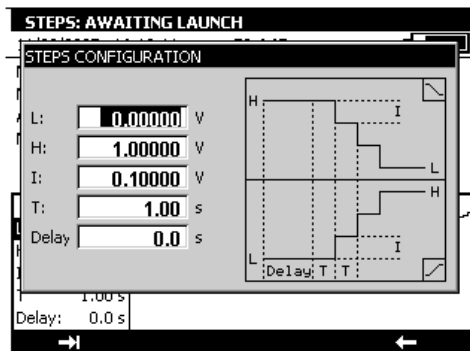 STEPS: AWAITING LAUNCH
STEPS CONFIGURATION
L: 0.00000 V
H: 1.00000 V
I: 0.10000 V
T: 1.00 s
Delay 0.0 s
H
I
L
H
I
L
Delay T T
1.00 s
Delay: 0.0 s